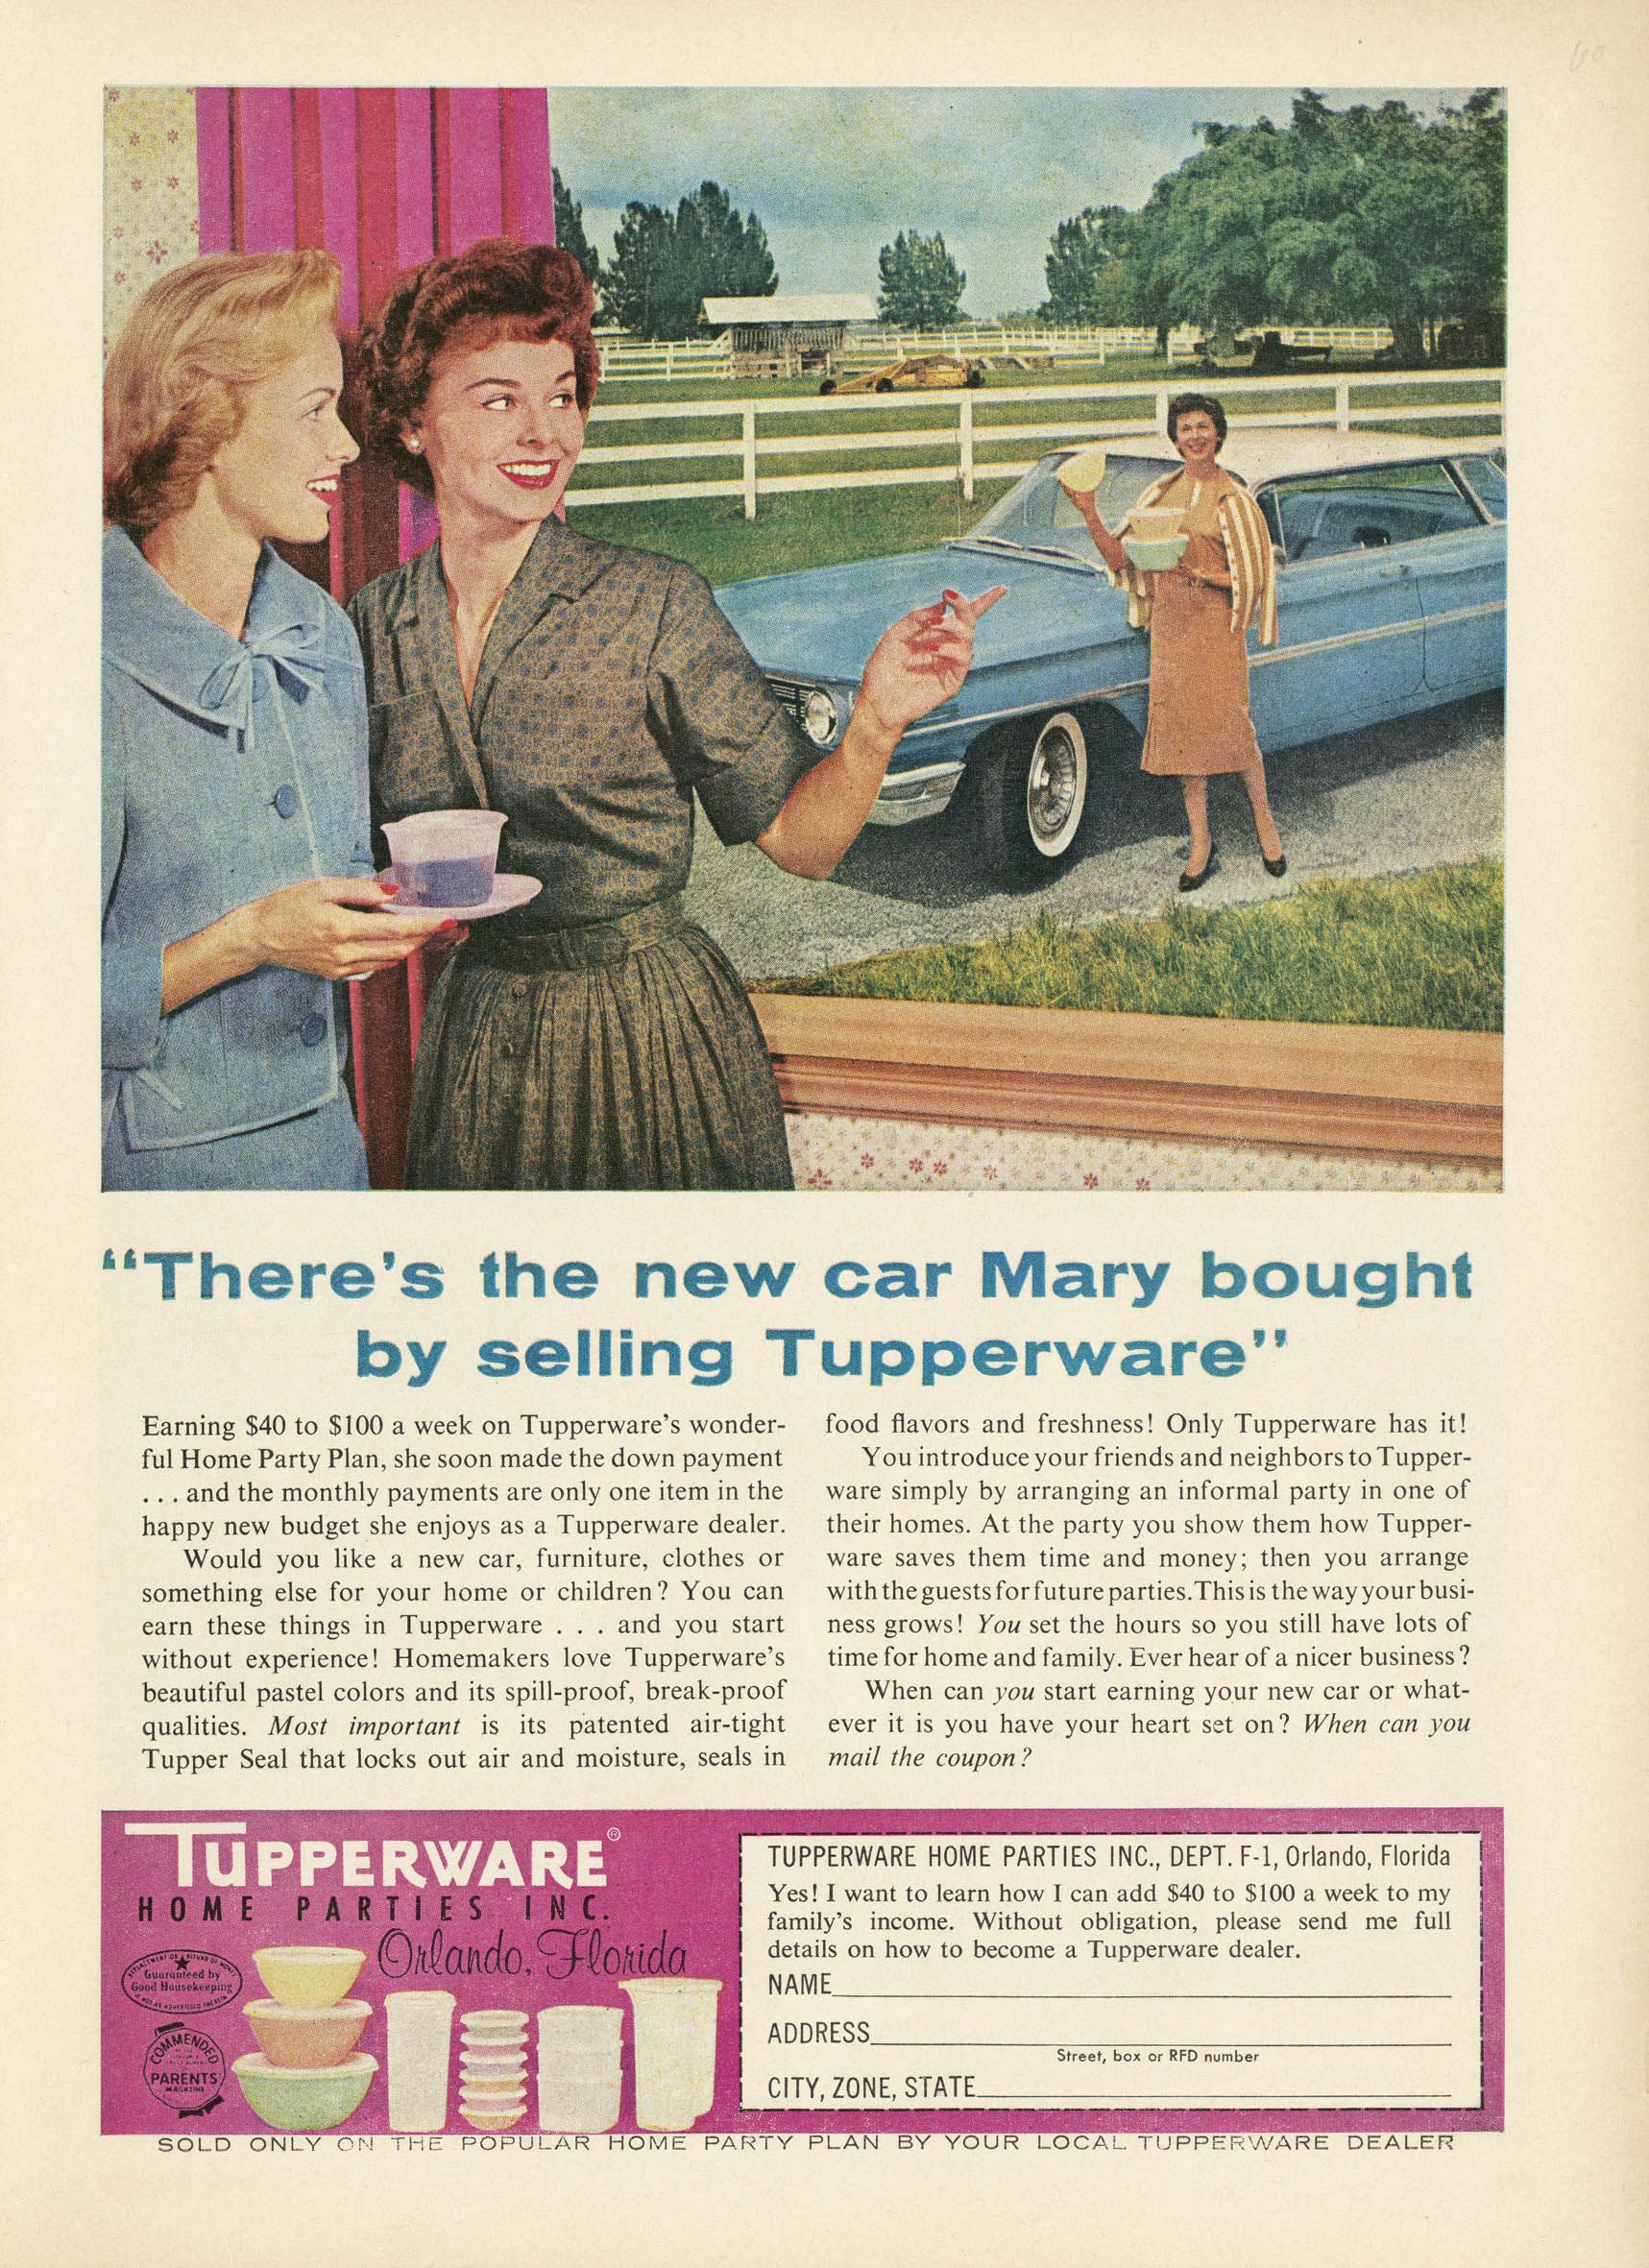 “There's the new car Mary bought
by selling Tupperware”
Earning $40 to $100 a week on Tupperware's wonder-
ful Home Party Plan, she soon made the down payment
. . . and the monthly payments are only one item in the
happy new budget she enjoys as a Tupperware dealer.
Would you like a new car, furniture, clothes or
something else for your home or children? You can
earn these things in Tupperware . . . and you start
without experience! Homemakers love Tupperware's
beautiful pastel colors and its spill-proof, break-proof
qualities. Most important is its patented air-tight
Tupper Seal that locks out air and moisture, seals in
food flavors and freshness! Only Tupperware has it!
You introduce your friends and neighbors to Tupper-
ware simply by arranging an informal party in one of
their homes. At the party you show them how Tupper-
ware saves them time and money; then you arrange
with the guests for future parties. This is the way your busi-
ness grows! You set the hours so you still have lots of
time for home and family. Ever hear of a nicer business?
When can you start earning your new car or what-
ever it is you have your heart set on? When can you
mail the coupon?
TUPPERWARE®
HOME PARTIES INC.
Orlando, Florida
Guaranteed by
Good Housekeeping
COMMENDED
PARENTS'
MAGAZINE
TUPPERWARE HOME PARTIES INC., DEPT. F-1, Orlando, Florida
Yes! I want to learn how I can add $40 to $100 a week to my
family's income. Without obligation, please send me full
details on how to become a Tupperware dealer.
NAME
ADDRESS
Street, box or RFD number
CITY, ZONE, STATE
SOLD ONLY ON THE POPULAR HOME PARTY PLAN BY YOUR LOCAL TUPPERWARE DEALER